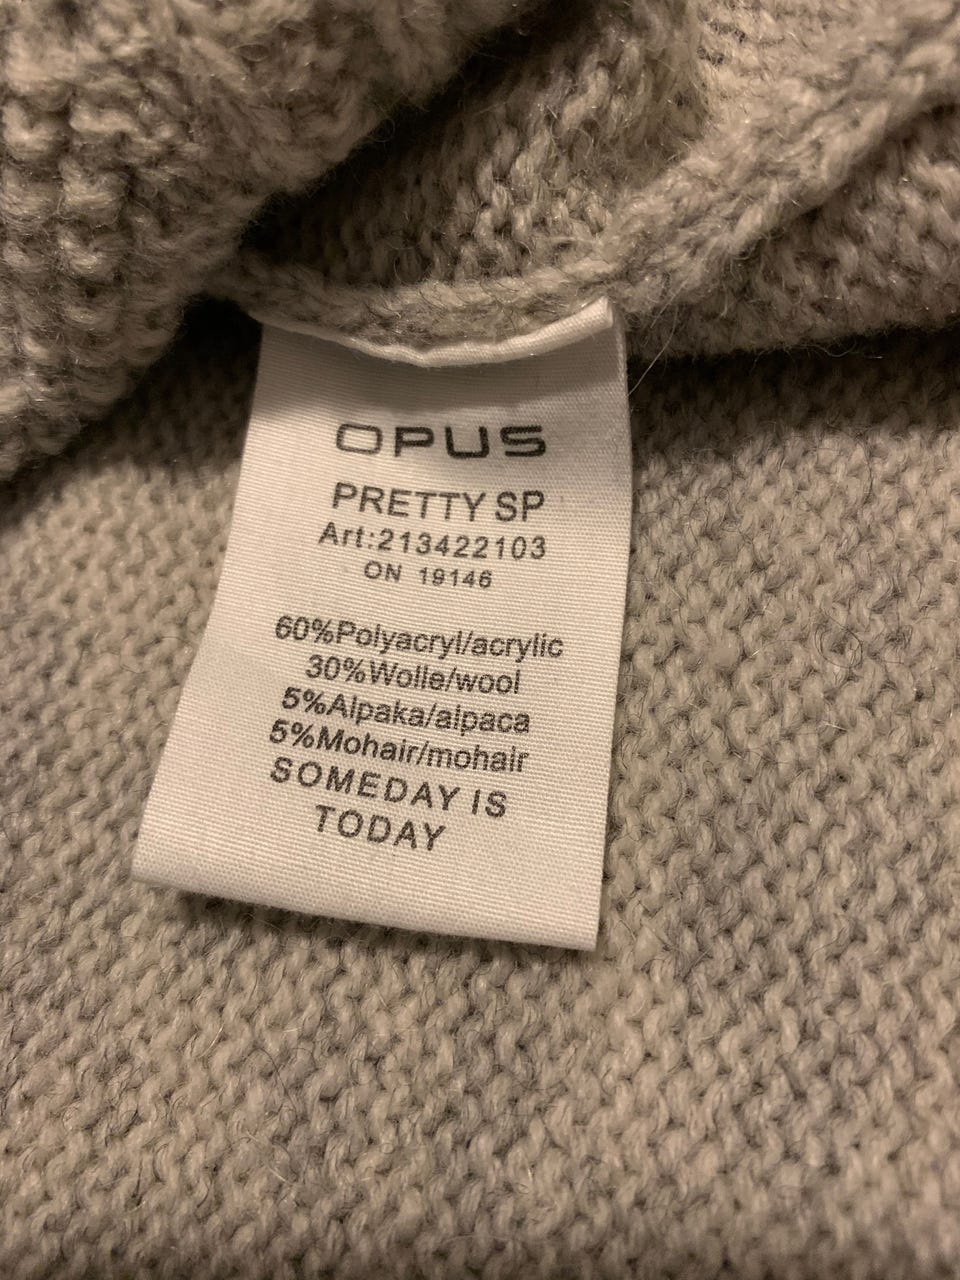 OPUS
PRETTY SP
Art:213422103
ON 19146
60%Polyacryl/acrylic
30%Wolle/wool
5%Alpaka/alpaca
5%Mohair/mohair
SOMEDAY IS
TODAY